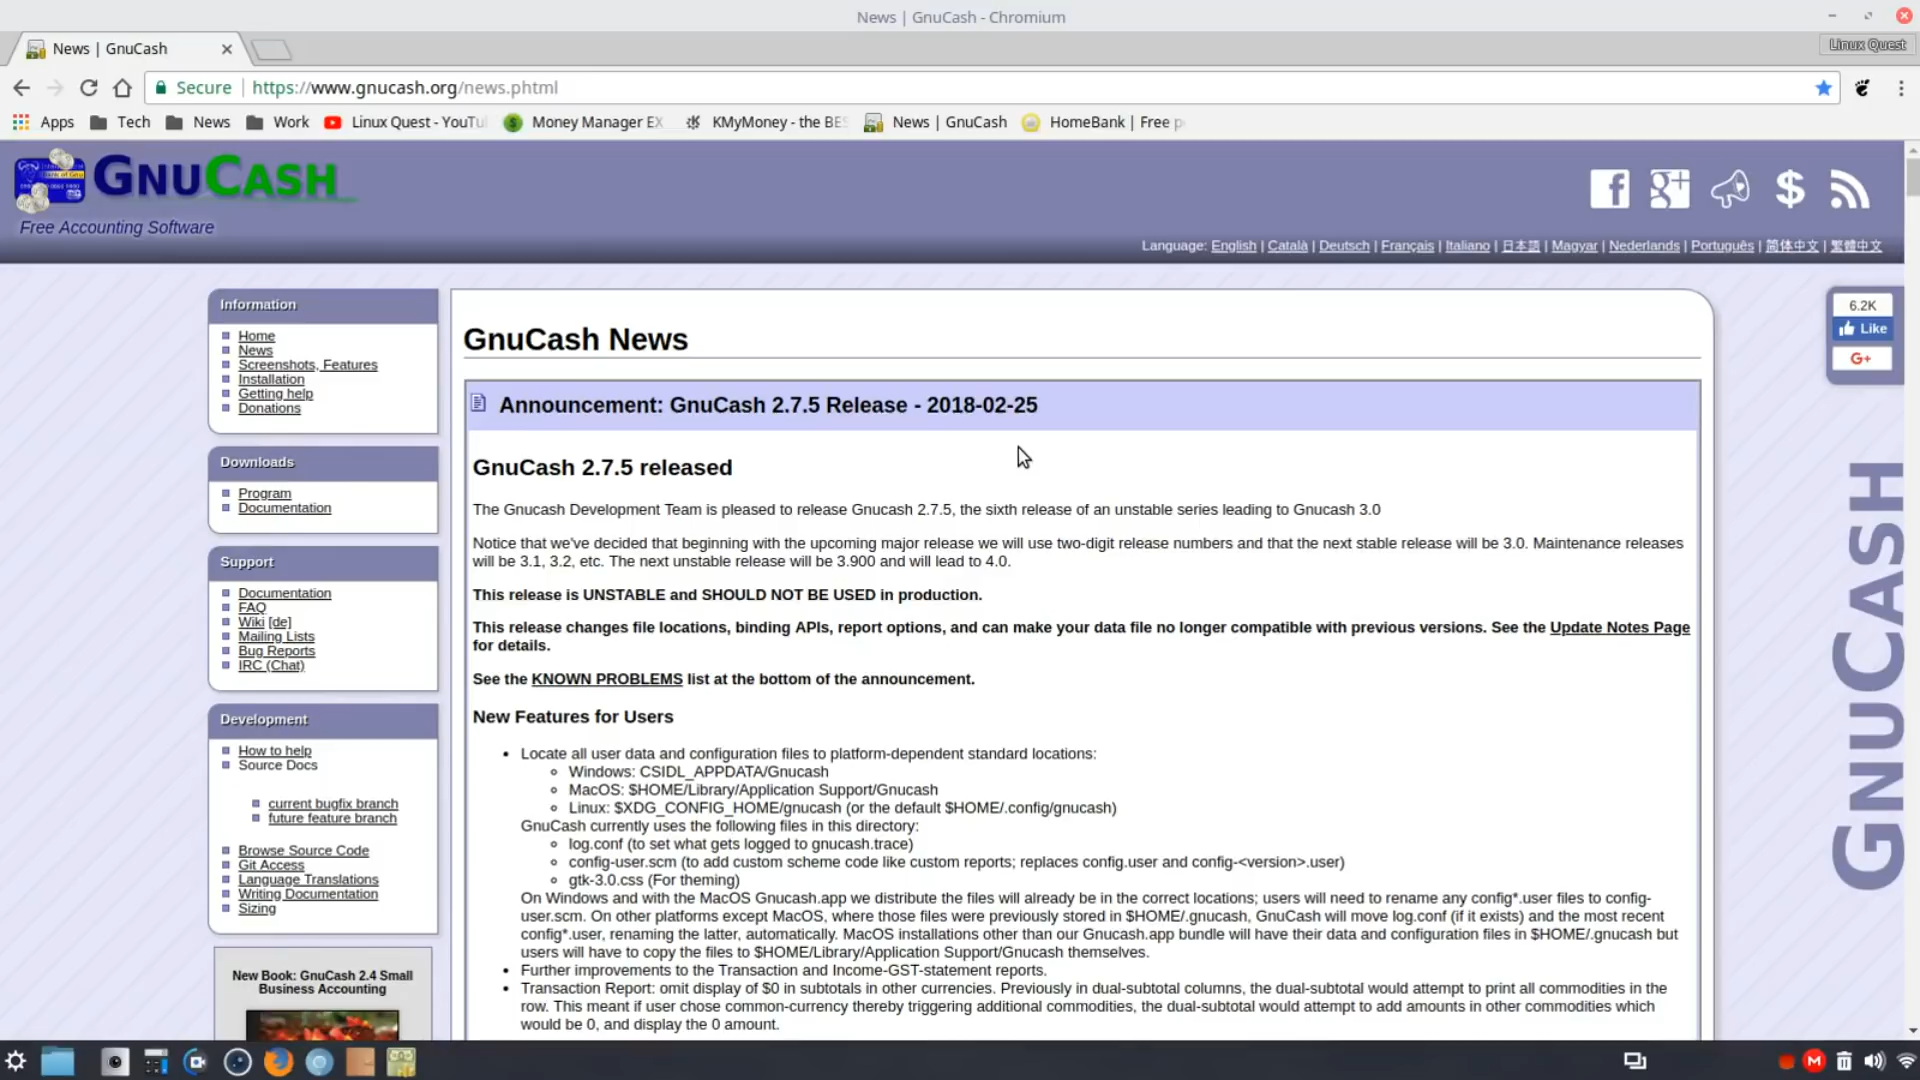 News | GnuCash - Chromium
News | GnuCash
Linux Quest
Secure https://www.gnucash.org/news.phtml
Apps Tech News Work Linux Quest - YouTu Money Manager EX KMyMoney - the BES News | GnuCash HomeBank | Free p
GNUCASH
Free Accounting Software
Language: English | Català | Deutsch | Français | Italiano | 日本語 | Magyar | Nederlands | Português | 简体中文 | 繁體中文
Information
Home
News
Screenshots, Features
Installation
Getting help
Donations
Downloads
Program
Documentation
Support
Documentation
FAQ
Wiki [de]
Mailing Lists
Bug Reports
IRC (Chat)
Development
How to help
Source Docs
current bugfix branch
future feature branch
Browse Source Code
Git Access
Language Translations
Writing Documentation
Sizing
New Book: GnuCash 2.4 Small
Business Accounting
GnuCash News
Announcement: GnuCash 2.7.5 Release - 2018-02-25
GnuCash 2.7.5 released
The Gnucash Development Team is pleased to release Gnucash 2.7.5, the sixth release of an unstable series leading to Gnucash 3.0
Notice that we've decided that beginning with the upcoming major release we will use two-digit release numbers and that the next stable release will be 3.0. Maintenance releases
will be 3.1, 3.2, etc. The next unstable release will be 3.900 and will lead to 4.0.
This release is UNSTABLE and SHOULD NOT BE USED in production.
This release changes file locations, binding APIs, report options, and can make your data file no longer compatible with previous versions. See the Update Notes Page
for details.
See the KNOWN PROBLEMS list at the bottom of the announcement.
New Features for Users
Locate all user data and configuration files to platform-dependent standard locations:
Windows: CSIDL_APPDATA/Gnucash
MacOS: $HOME/Library/Application Support/Gnucash
Linux: $XDG_CONFIG_HOME/gnucash (or the default $HOME/.config/gnucash)
GnuCash currently uses the following files in this directory:
log.conf (to set what gets logged to gnucash.trace)
config-user.scm (to add custom scheme code like custom reports; replaces config.user and config-<version>.user)
gtk-3.0.css (For theming)
On Windows and with the MacOS Gnucash.app we distribute the files will already be in the correct locations; users will need to rename any config*.user files to config-
user.scm. On other platforms except MacOS, where those files were previously stored in $HOME/.gnucash, GnuCash will move log.conf (if it exists) and the most recent
config*.user, renaming the latter, automatically. MacOS installations other than our Gnucash.app bundle will have their data and configuration files in $HOME/.gnucash but
users will have to copy the files to $HOME/Library/Application Support/Gnucash themselves.
Further improvements to the Transaction and Income-GST-statement reports.
Transaction Report: omit display of $0 in subtotals in other currencies. Previously in dual-subtotal columns, the dual-subtotal would attempt to print all commodities in the
row. This meant if user chose common-currency thereby triggering additional commodities, the dual-subtotal would attempt to add amounts in other commodities which
would be 0, and display the 0 amount.
6.2K
Like
G+
GNUCASH